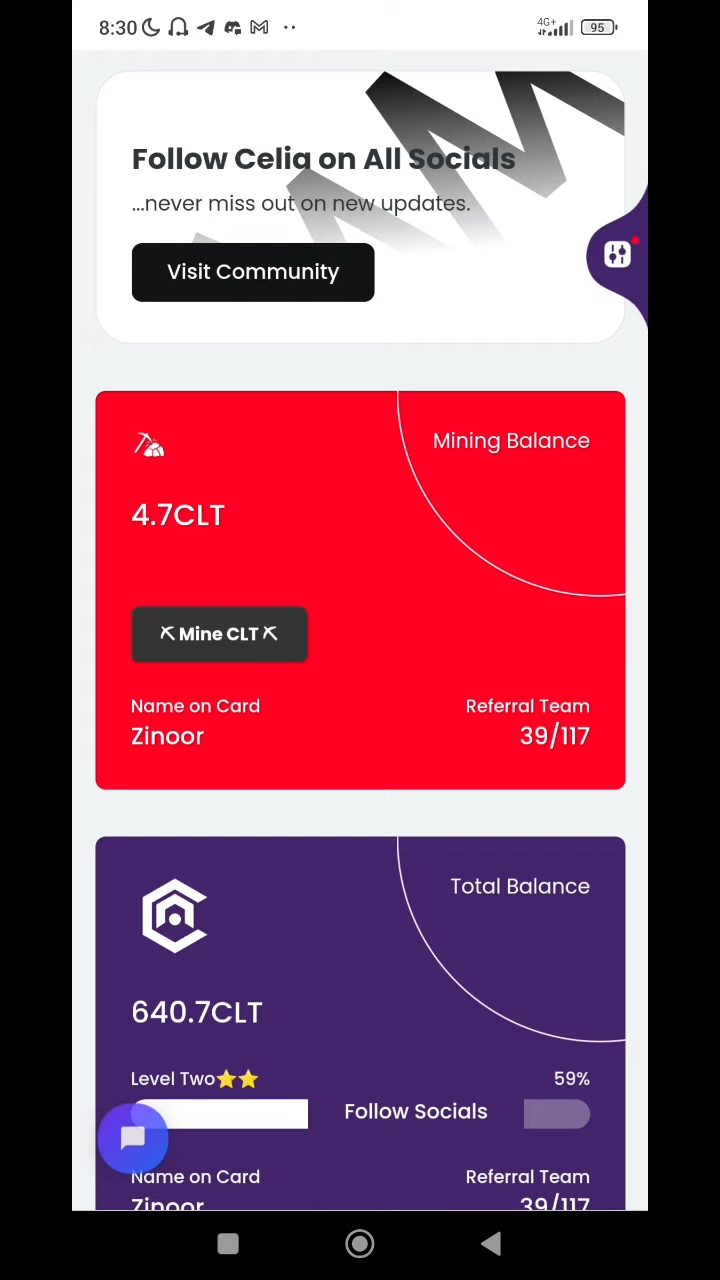 8:30
4G+
95
Follow Celia on All Socials
...never miss out on new updates.
Visit Community
Mining Balance
4.7CLT
⛏Mine CLT⛏
Name on Card
Referral Team
Zinoor
39/117
Total Balance
640.7CLT
Level Two⭐⭐
59%
Follow Socials
Name on Card
Referral Team
Zinoor
39/117